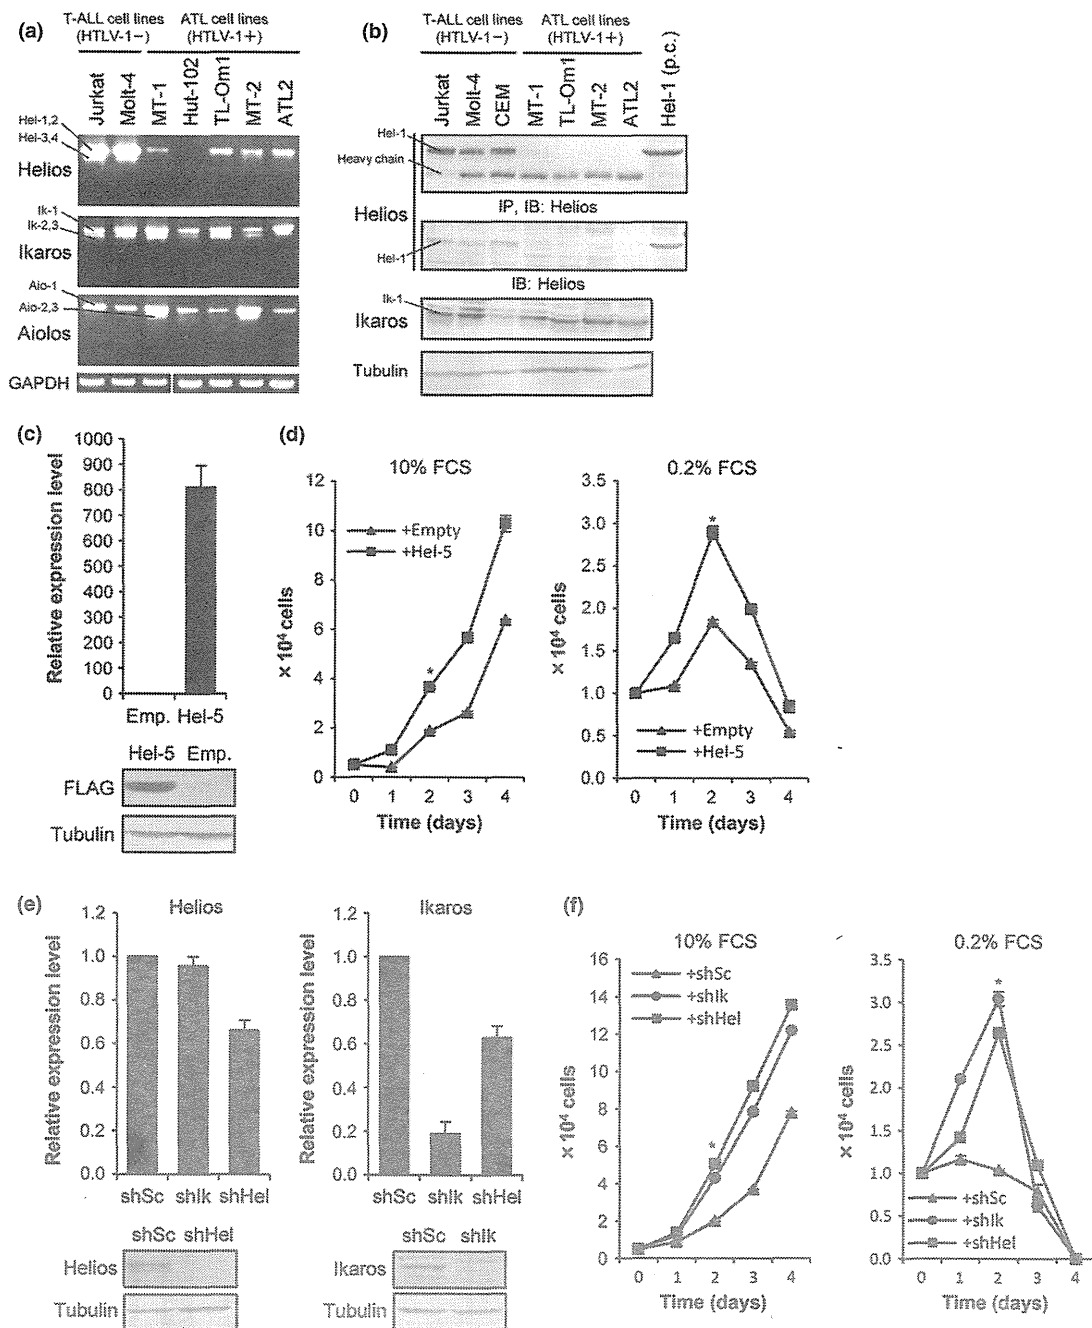 (a)
T-ALL cell lines
(HTLV-1−)
ATL cell lines
(HTLV-1+)
Jurkat
Molt-4
MT-1
Hut-102
TL-Om1
MT-2
ATL2
Hel-1,2
Hel-3,4
Helios
Ik-1
Ik-2,3
Ikaros
Aio-1
Aio-2,3
Aiolos
GAPDH
(b)
T-ALL cell lines
(HTLV-1−)
ATL cell lines
(HTLV-1+)
Jurkat
Molt-4
CEM
MT-1
TL-Om1
MT-2
ATL2
Hel-1 (p.c.)
Hel-1
Heavy chain
Helios
IP, IB: Helios
Hel-1
IB: Helios
Ik-1
Ikaros
Tubulin
(c)
Relative expression level
1000
900
800
700
600
500
400
300
200
100
0
Emp. Hel-5
Hel-5 Emp.
FLAG
Tubulin
(d)
10% FCS
× 10⁴ cells
12
10
8
6
4
2
0
+Empty
+Hel-5
*
0 1 2 3 4
Time (days)
0.2% FCS
× 10⁴ cells
3.5
3.0
2.5
2.0
1.5
1.0
0.5
0.0
*
+Empty
+Hel-5
0 1 2 3 4
Time (days)
(e)
Helios
Relative expression level
1.2
1.0
0.8
0.6
0.4
0.2
0.0
shSc shIk shHel
shSc shHel
Helios
Tubulin
Ikaros
Relative expression level
1.2
1.0
0.8
0.6
0.4
0.2
0.0
shSc shIk shHel
shSc shIk
Ikaros
Tubulin
(f)
10% FCS
× 10⁴ cells
16
14
12
10
8
6
4
2
0
+shSc
+shIk
+shHel
*
0 1 2 3 4
Time (days)
0.2% FCS
× 10⁴ cells
3.5
3.0
2.5
2.0
1.5
1.0
0.5
0.0
*
+shSc
+shIk
+shHel
0 1 2 3 4
Time (days)